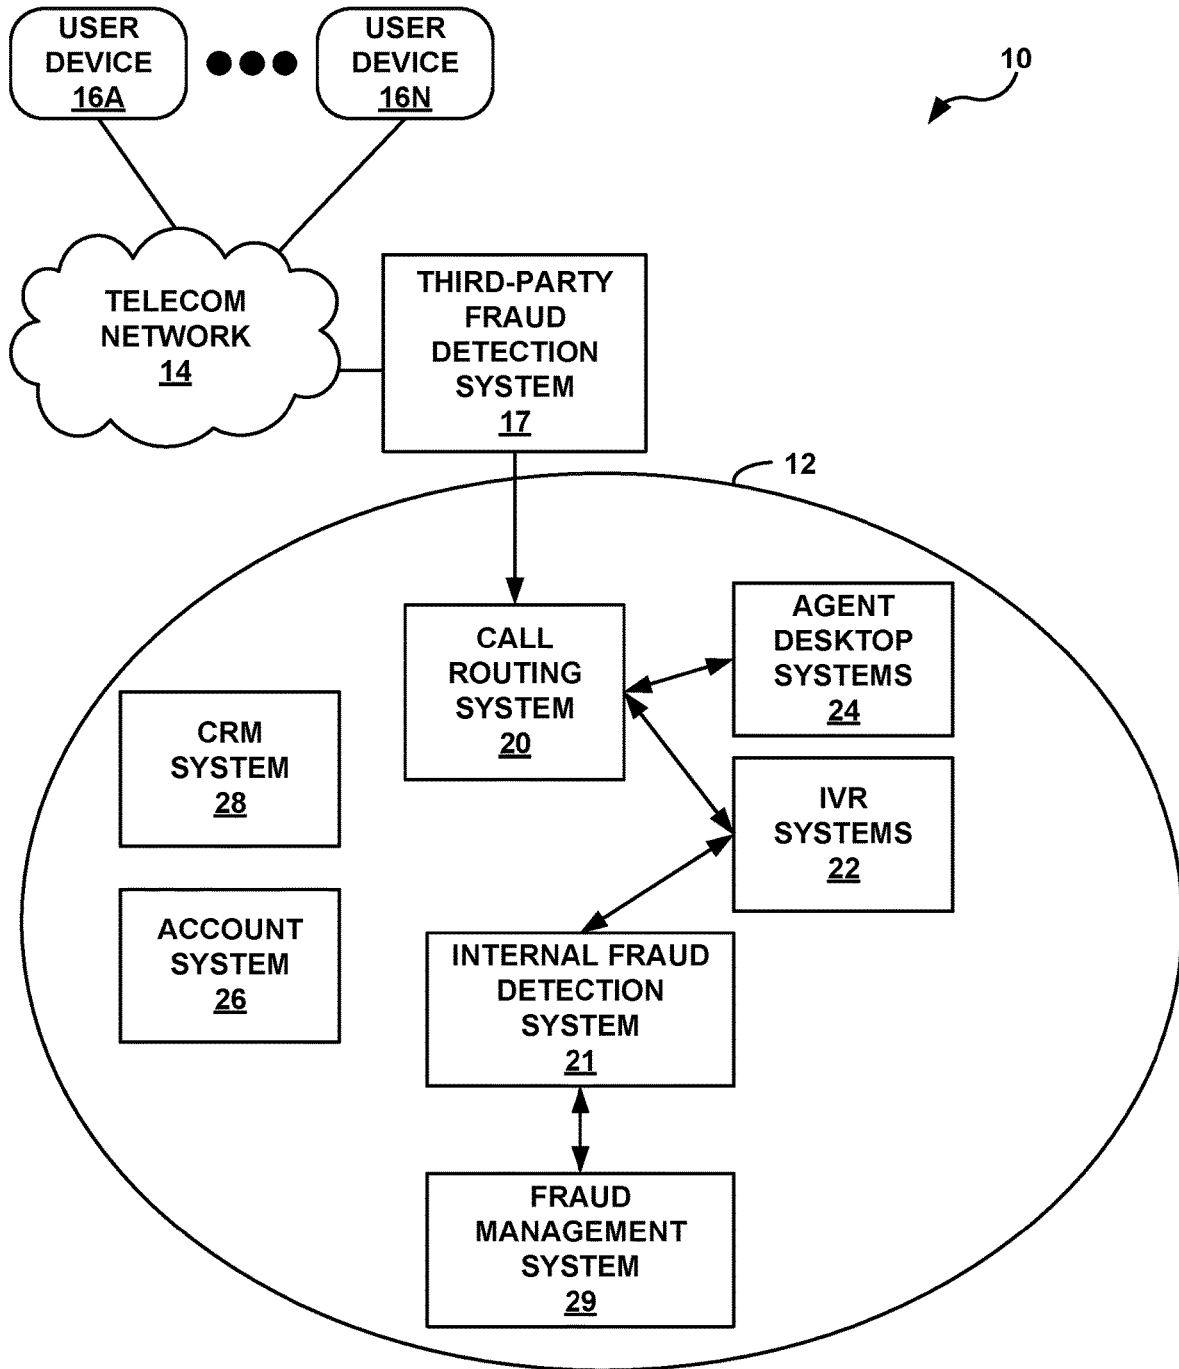 USER
DEVICE
16A
USER
DEVICE
16N
10
TELECOM
NETWORK
14
THIRD-PARTY
FRAUD
DETECTION
SYSTEM
17
12
CALL
ROUTING
SYSTEM
20
AGENT
DESKTOP
SYSTEMS
24
CRM
SYSTEM
28
IVR
SYSTEMS
22
ACCOUNT
SYSTEM
26
INTERNAL FRAUD
DETECTION
SYSTEM
21
FRAUD
MANAGEMENT
SYSTEM
29